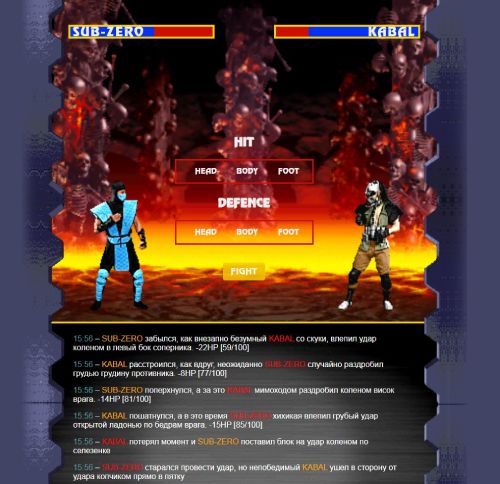 SUB-ZERO KABAL
HIT
HEAD BODY FOOT
DEFENCE
HEAD BODY FOOT
FIGHT
15:56 – SUB-ZERO забылся, как внезапно безумный KABAL со скуки, влепил удар
коленом в левый бок соперника. -22HP [59/100]
15:56 – KABAL расстроился, как вдруг, неожиданно SUB-ZERO случайно раздробил
грудью грудину противника. -8HP [77/100]
15:56 – SUB-ZERO поперхнулся, а за это KABAL мимоходом раздробил коленом висок
врага. -14HP [81/100]
15:56 – KABAL пошатнулся, а в это время SUB-ZERO хихикая влепил грубый удар
открытой ладонью по бедрам врага. -15HP [85/100]
15:56 – KABAL потерял момент и SUB-ZERO поставил блок на удар коленом по
селезенке
15:56 – SUB-ZERO старался провести удар, но непобедимый KABAL ушел в сторону от
удара копчиком прямо в пятку